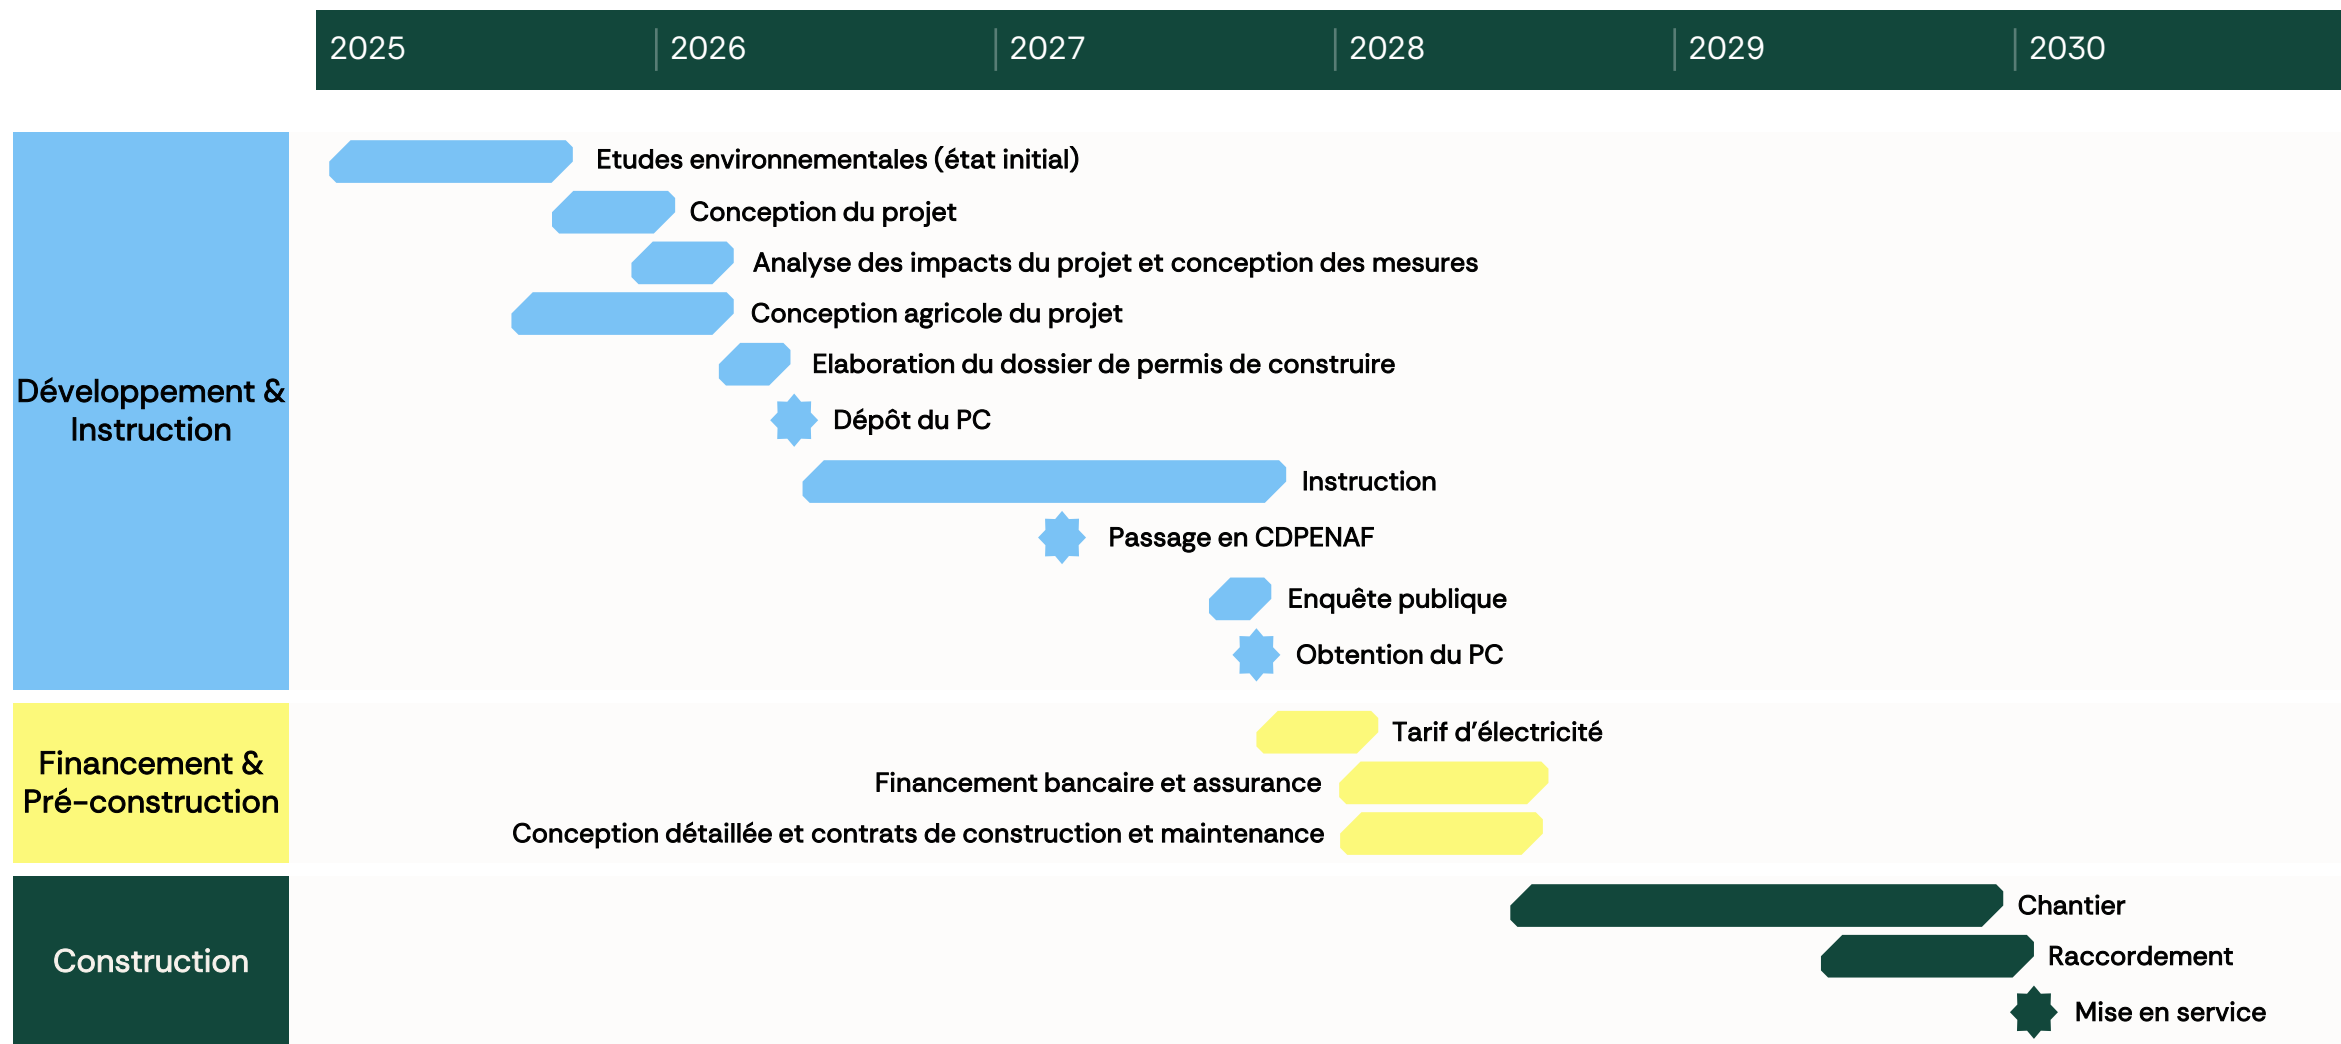 2025
2026
2027
2028
2029
2030
Développement &
Instruction
Etudes environnementales (état initial)
Conception du projet
Analyse des impacts du projet et conception des mesures
Conception agricole du projet
Elaboration du dossier de permis de construire
Dépôt du PC
Instruction
Passage en CDPENAF
Enquête publique
Obtention du PC
Financement &
Pré-construction
Tarif d’électricité
Financement bancaire et assurance
Conception détaillée et contrats de construction et maintenance
Construction
Chantier
Raccordement
Mise en service